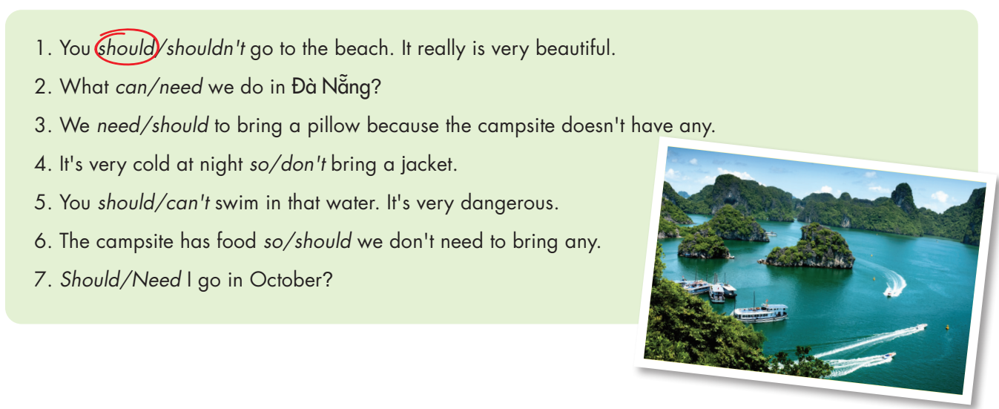 1. You should/shouldn't go to the beach. It really is very beautiful.
2. What can/need we do in Đà Nẵng?
3. We need/should to bring a pillow because the campsite doesn't have any.
4. It's very cold at night so/don't bring a jacket.
5. You should/can't swim in that water. It's very dangerous.
6. The campsite has food so/should we don't need to bring any.
7. Should/Need I go in October?